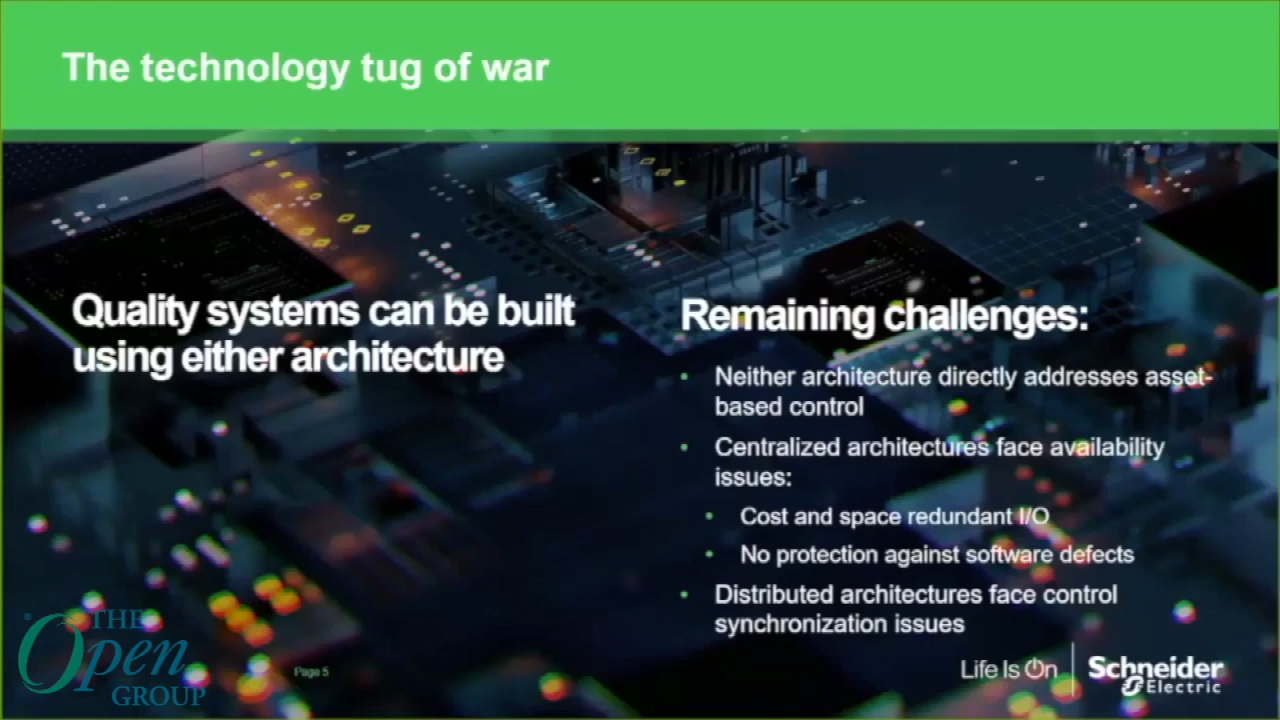 The technology tug of war
Quality systems can be built
using either architecture
Remaining challenges:
• Neither architecture directly addresses asset-
based control
• Centralized architectures face availability
issues:
• Cost and space redundant I/O
• No protection against software defects
• Distributed architectures face control
synchronization issues
THE
Open
GROUP
Page 5
Life Is On
Schneider
Electric